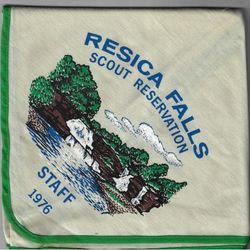 RESICA FALLS
SCOUT RESERVATION
STAFF
1976